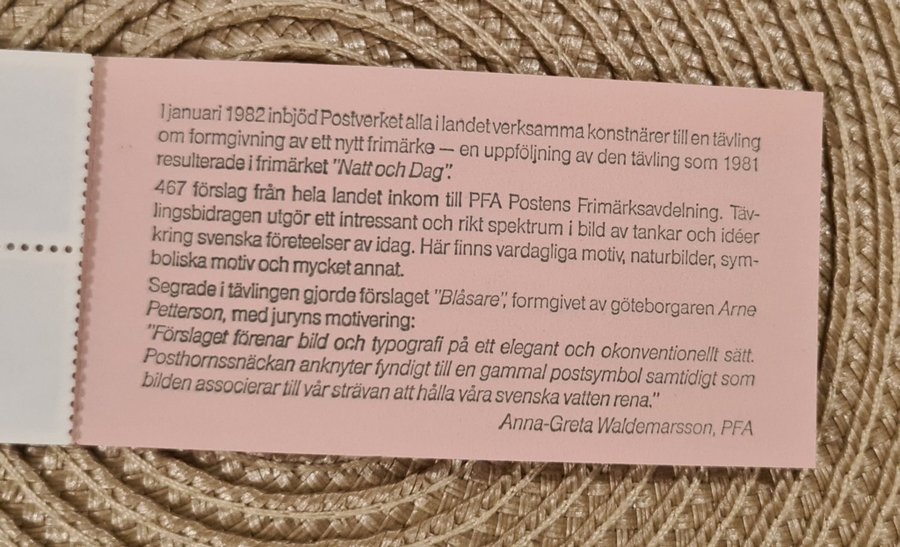 I januari 1982 inbjöd Postverket alla i landet verksamma konstnärer till en tävling
om formgivning av ett nytt frimärke — en uppföljning av den tävling som 1981
resulterade i frimärket "Natt och Dag".
467 förslag från hela landet inkom till PFA Postens Frimärksavdelning. Täv-
lingsbidragen utgör ett intressant och rikt spektrum i bild av tankar och idéer
kring svenska företeelser av idag. Här finns vardagliga motiv, naturbilder, sym-
boliska motiv och mycket annat.
Segrade i tävlingen gjorde förslaget "Blåsare", formgivet av göteborgaren Arne
Petterson, med juryns motivering:
"Förslaget förenar bild och typografi på ett elegant och okonventionellt sätt.
Posthornssnäckan anknyter fyndigt till en gammal postsymbol samtidigt som
bilden associerar till vår strävan att hålla våra svenska vatten rena."
Anna-Greta Waldemarsson, PFA